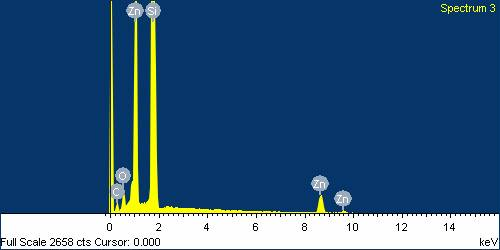 Spectrum 3
Zn Si
O
C
Zn
Zn
0 2 4 6 8 10 12 14
Full Scale 2658 cts Cursor: 0.000 keV